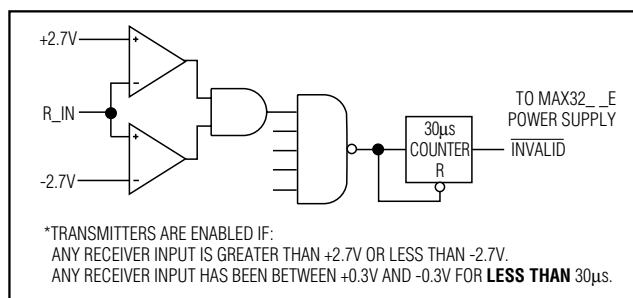 +2.7V
+
-
R_IN
+
-
-2.7V
30μs
COUNTER
R
TO MAX32_ _E
POWER SUPPLY
INVALID
*TRANSMITTERS ARE ENABLED IF:
ANY RECEIVER INPUT IS GREATER THAN +2.7V OR LESS THAN -2.7V.
ANY RECEIVER INPUT HAS BEEN BETWEEN +0.3V AND -0.3V FOR LESS THAN 30μs.